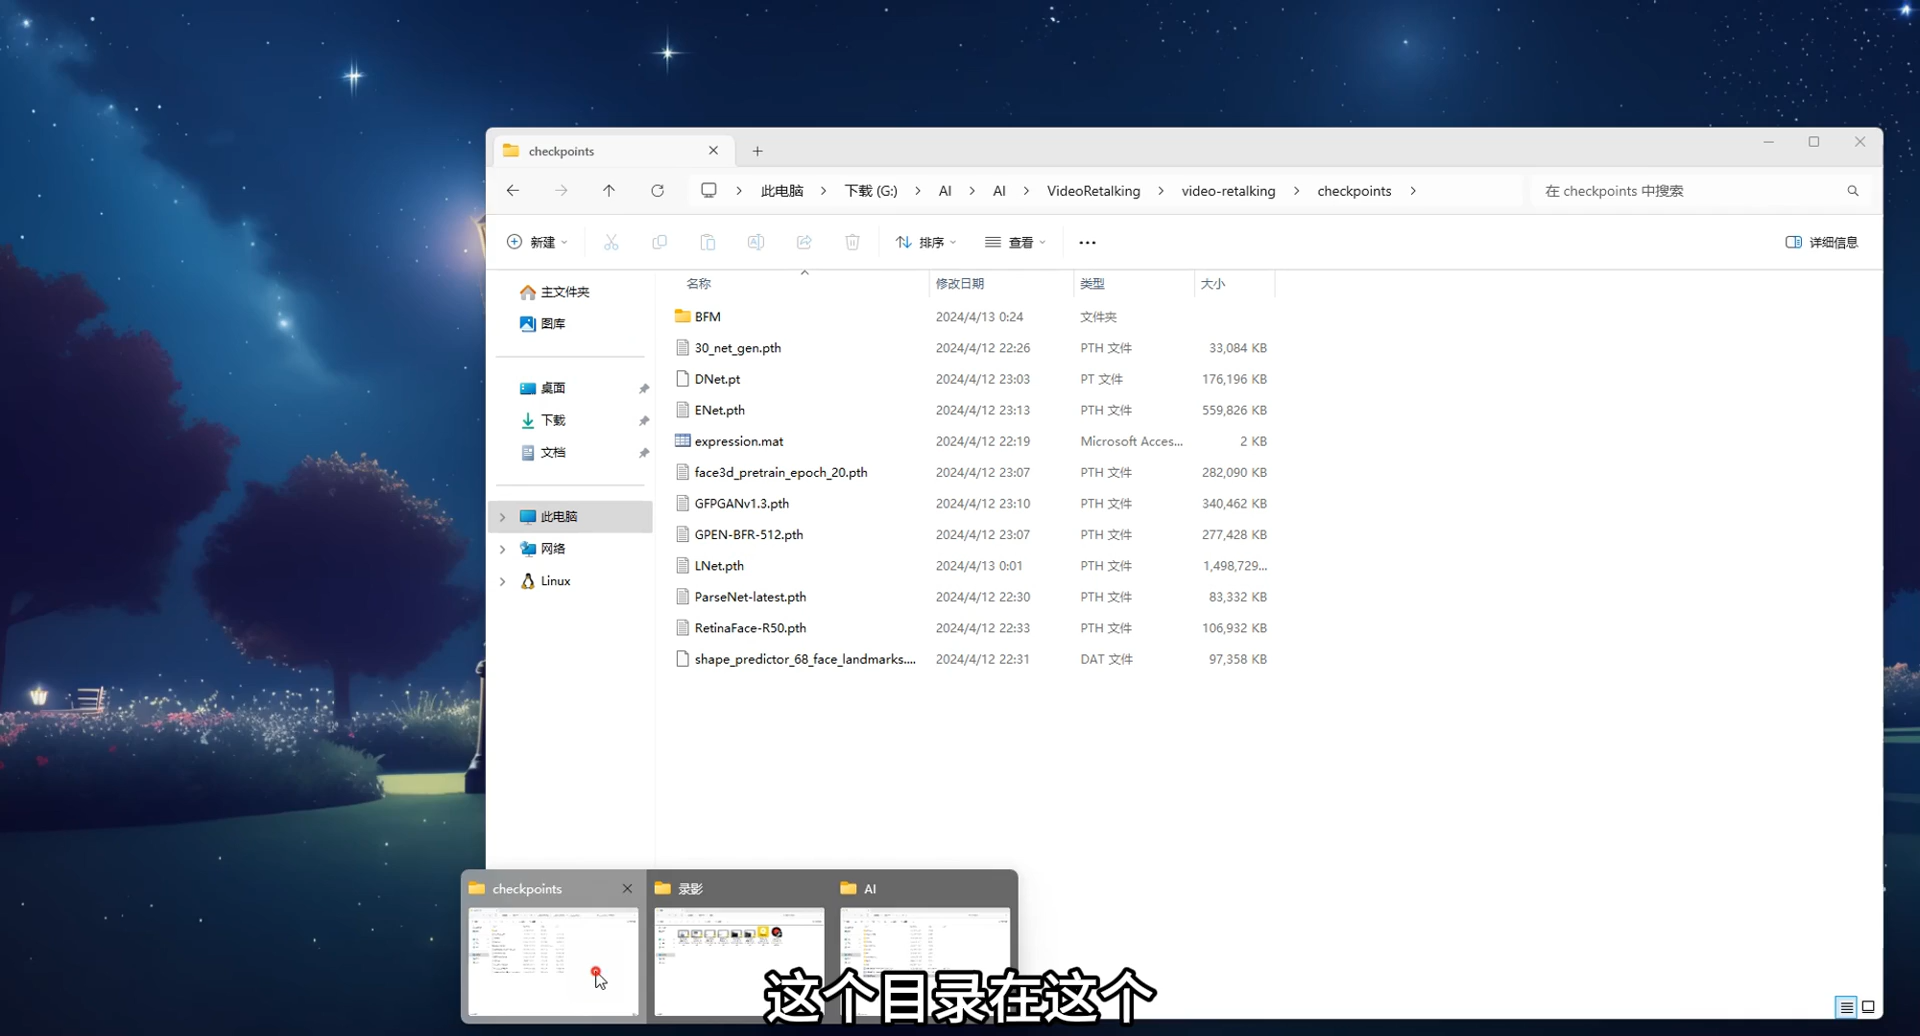 checkpoints
此电脑 下载 (G:) AI AI VideoRetalking video-retalking checkpoints
在 checkpoints 中搜索
新建 排序 查看 详细信息
主文件夹
图库
桌面
下载
文档
此电脑
网络
Linux
名称 修改日期 类型 大小
BFM 2024/4/13 0:24 文件夹
30_net_gen.pth 2024/4/12 22:26 PTH 文件 33,084 KB
DNet.pt 2024/4/12 23:03 PT 文件 176,196 KB
ENet.pth 2024/4/12 23:13 PTH 文件 559,826 KB
expression.mat 2024/4/12 22:19 Microsoft Acces... 2 KB
face3d_pretrain_epoch_20.pth 2024/4/12 23:07 PTH 文件 282,090 KB
GFPGANv1.3.pth 2024/4/12 23:10 PTH 文件 340,462 KB
GPEN-BFR-512.pth 2024/4/12 23:07 PTH 文件 277,428 KB
LNet.pth 2024/4/13 0:01 PTH 文件 1,498,729...
ParseNet-latest.pth 2024/4/12 22:30 PTH 文件 83,332 KB
RetinaFace-R50.pth 2024/4/12 22:33 PTH 文件 106,932 KB
shape_predictor_68_face_landmarks.... 2024/4/12 22:31 DAT 文件 97,358 KB
checkpoints 录影 AI
这个目录在这个